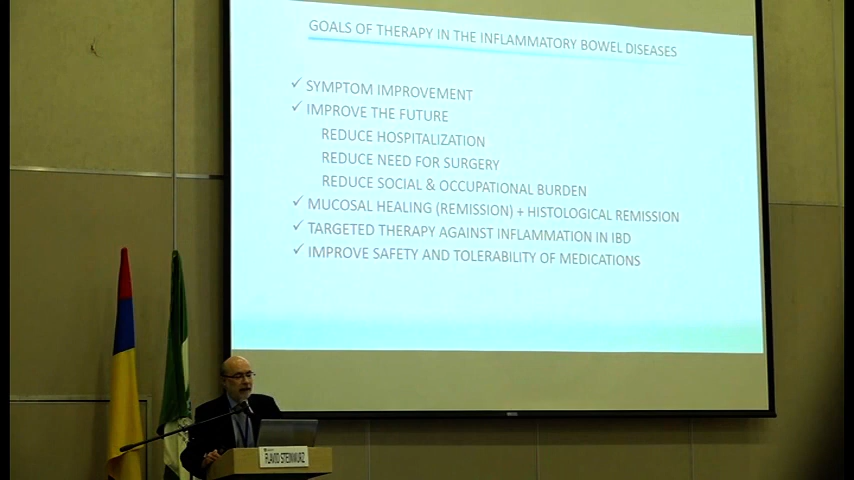 GOALS OF THERAPY IN THE INFLAMMATORY BOWEL DISEASES
✓ SYMPTOM IMPROVEMENT
✓ IMPROVE THE FUTURE
REDUCE HOSPITALIZATION
REDUCE NEED FOR SURGERY
REDUCE SOCIAL & OCCUPATIONAL BURDEN
✓ MUCOSAL HEALING (REMISSION) + HISTOLOGICAL REMISSION
✓ TARGETED THERAPY AGAINST INFLAMMATION IN IBD
✓ IMPROVE SAFETY AND TOLERABILITY OF MEDICATIONS
FLAVIO STEINWURZ